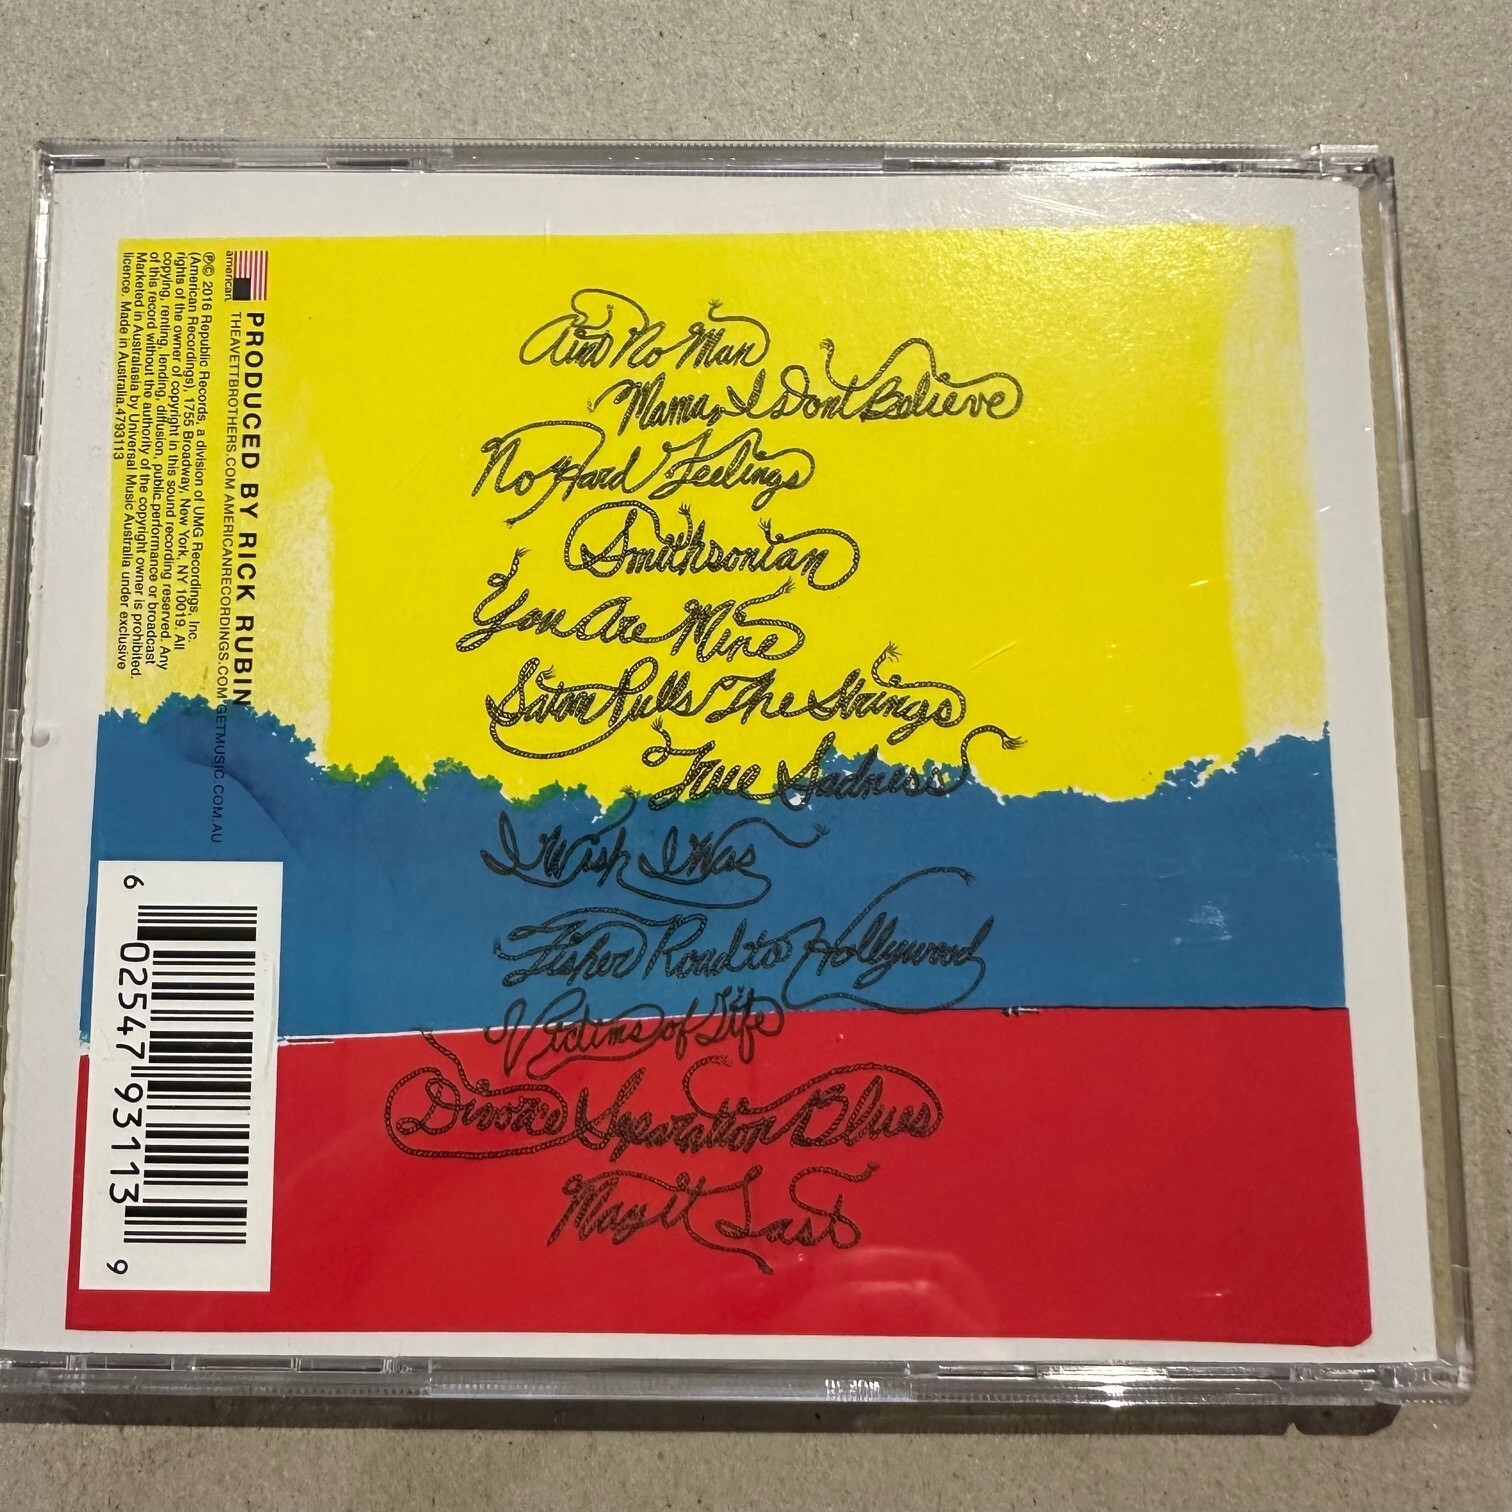 Aint No Man
Mama, I Dont Believe
No Hard Feelings
Smithsonian
You Are Mine
Satan Pulls The Strings
True Sadness
I Wish I Was
Fisher Road to Hollywood
Victims of Life
Divorce Separation Blues
May It Last
american
PRODUCED BY RICK RUBIN
THEAVETTBROTHERS.COM AMERICANRECORDINGS.COM GETMUSIC.COM.AU
℗© 2016 Republic Records, a division of UMG Recordings, Inc.
(American Recordings), 1755 Broadway, New York, NY 10019. All
rights of the owner of copyright in this sound recording reserved. Any
copying, renting, lending, diffusion, public performance or broadcast
of this record without the authority of the copyright owner is prohibited.
Marketed in Australasia by Universal Music Australia under exclusive
licence. Made in Australia.4793113
6 02547 93113 9